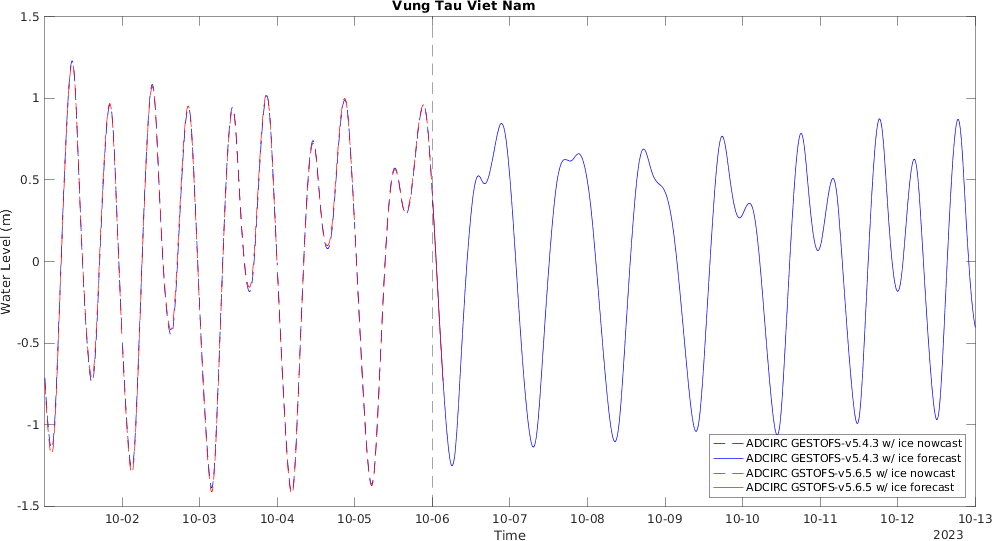 Vung Tau Viet Nam
1.5
1
0.5
0
-0.5
-1
-1.5
Water Level (m)
ADCIRC GESTOFS-v5.4.3 w/ ice nowcast
ADCIRC GESTOFS-v5.4.3 w/ ice forecast
ADCIRC GSTOFS-v5.6.5 w/ ice nowcast
ADCIRC GSTOFS-v5.6.5 w/ ice forecast
10-02 10-03 10-04 10-05 10-06 10-07 10-08 10-09 10-10 10-11 10-12 10-13
Time
2023